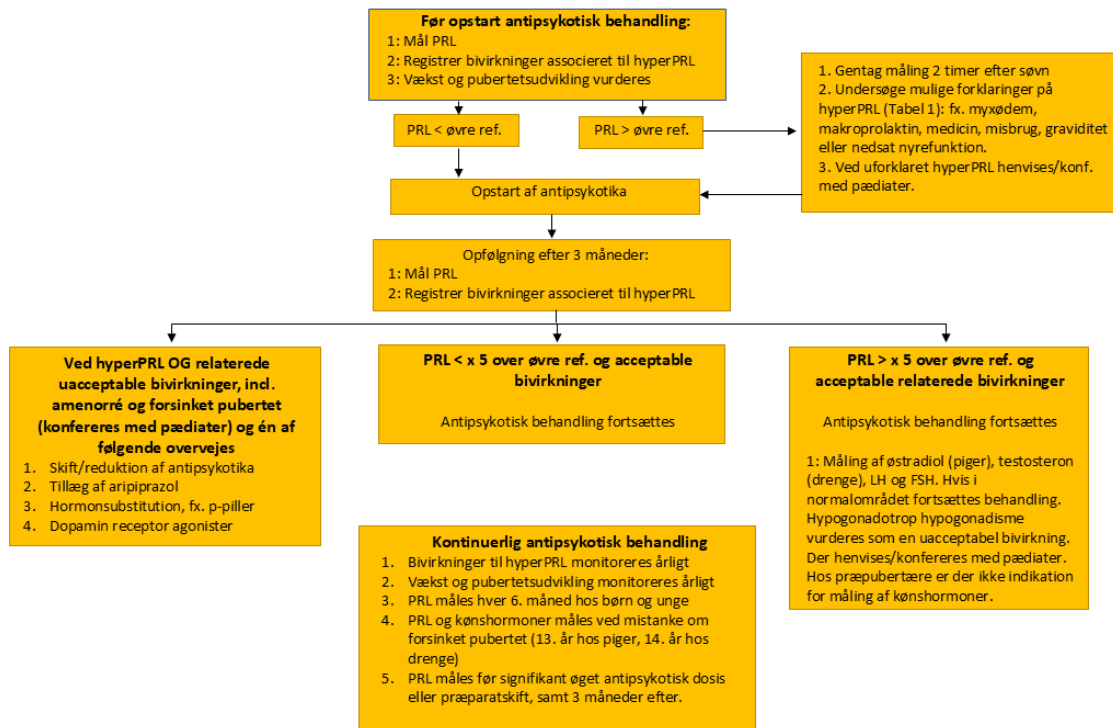 Før opstart antipsykotisk behandling:
1: Mål PRL
2: Registrer bivirkninger associeret til hyperPRL
3: Vækst og pubertetsudvikling vurderes
PRL < øvre ref.
PRL > øvre ref.
1. Gentag måling 2 timer efter søvn
2. Undersøge mulige forklaringer på
hyperPRL (Tabel 1): fx. myxødem,
makroprolaktin, medicin, misbrug, graviditet
eller nedsat nyrefunktion.
3. Ved uforklaret hyperPRL henvises/konf.
med pædiater.
Opstart af antipsykotika
Opfølgning efter 3 måneder:
1: Mål PRL
2: Registrer bivirkninger associeret til hyperPRL
Ved hyperPRL OG relaterede
uacceptable bivirkninger, incl.
amenorré og forsinket pubertet
(konfereres med pædiater) og én af
følgende overvejes
1. Skift/reduktion af antipsykotika
2. Tillæg af aripiprazol
3. Hormonsubstitution, fx. p-piller
4. Dopamin receptor agonister
PRL < x 5 over øvre ref. og acceptable
bivirkninger
Antipsykotisk behandling fortsættes
PRL > x 5 over øvre ref. og
acceptable relaterede bivirkninger
Antipsykotisk behandling fortsættes
1: Måling af østradiol (piger), testosteron
(drenge), LH og FSH. Hvis i
normalområdet fortsættes behandling.
Hypogonadotrop hypogonadisme
vurderes som en uacceptabel bivirkning.
Der henvises/konfereres med pædiater.
Hos præpubertære er der ikke indikation
for måling af kønshormoner.
Kontinuerlig antipsykotisk behandling
1. Bivirkninger til hyperPRL monitoreres årligt
2. Vækst og pubertetsudvikling monitoreres årligt
3. PRL måles hver 6. måned hos børn og unge
4. PRL og kønshormoner måles ved mistanke om
forsinket pubertet (13. år hos piger, 14. år hos
drenge)
5. PRL måles før signifikant øget antipsykotisk dosis
eller præparatskift, samt 3 måneder efter.